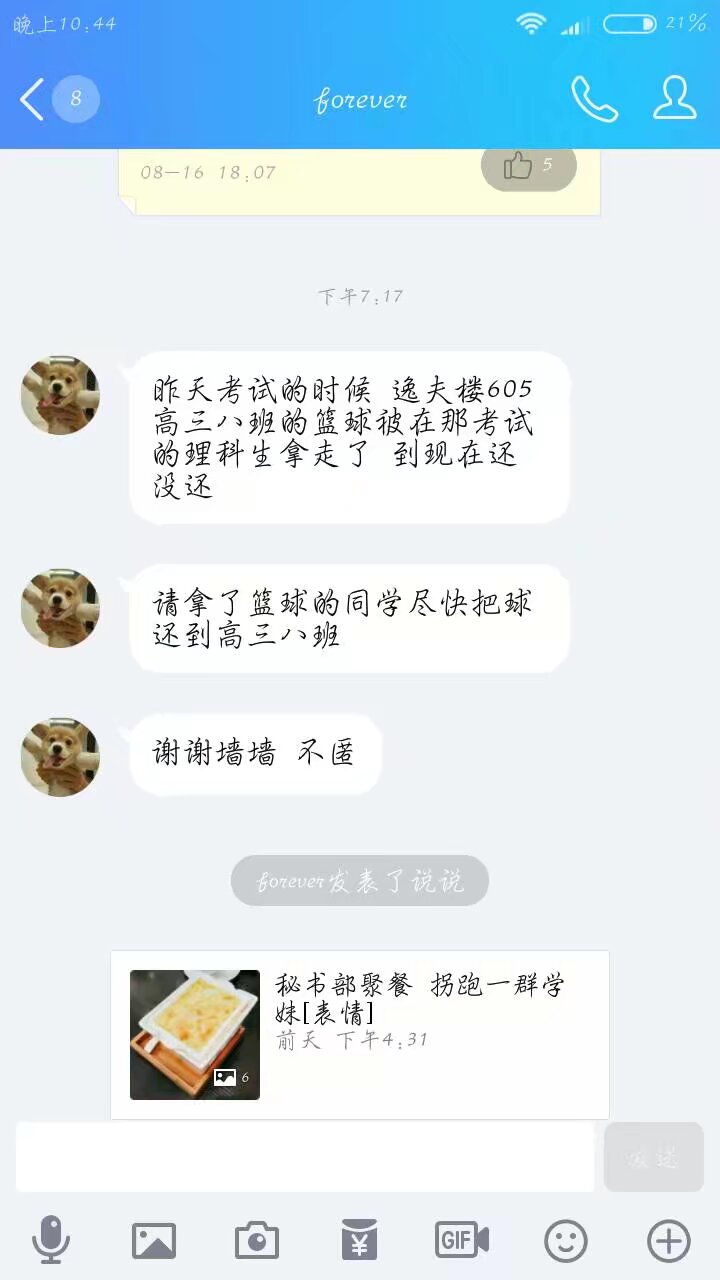 晚上10:44
21%
8
forever
08-16 18:07
5
下午7:17
昨天考试的时候 逸夫楼605
高三八班的篮球被在那考试
的理科生拿走了 到现在还
没还
请拿了篮球的同学尽快把球
还到高三八班
谢谢墙墙 不匿
forever发表了说说
秘书部聚餐 拐跑一群学
妹[表情]
前天 下午4:31
6
发送
¥
GIF